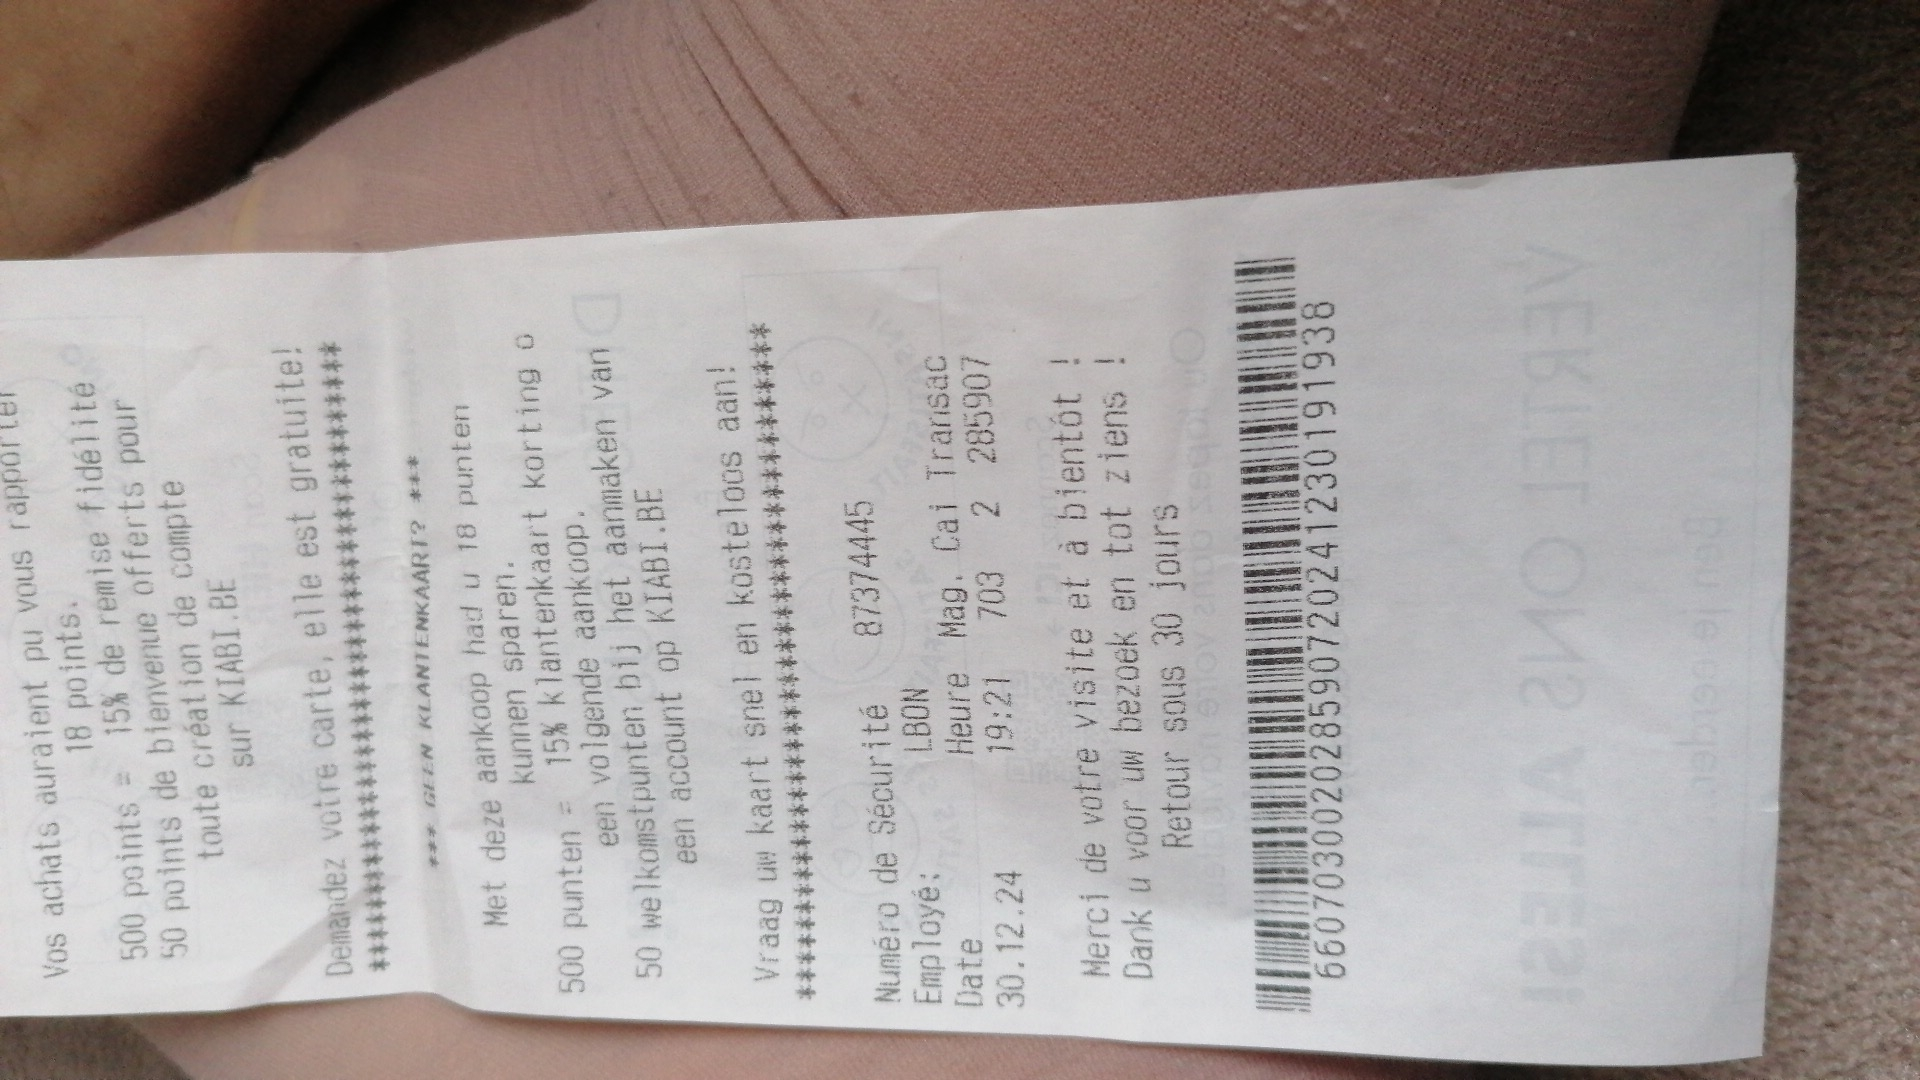 Vos achats auraient pu vous rapporter
18 points.
500 points = 15% de remise fidélité
50 points de bienvenue offerts pour
toute création de compte
sur KIABI.BE
Demandez votre carte, elle est gratuite!
****************************************
*** GEEN KLANTENKAART? ***
Met deze aankoop had u 18 punten
kunnen sparen.
500 punten = 15% klantenkaart korting o
een volgende aankoop.
50 welkomstpunten bij het aanmaken van
een account op KIABI.BE
Vraag uw kaart snel en kosteloos aan!
****************************************
Numéro de Sécurité 87374445
Employé: LBON
Date Heure Mag. Cai Transac
30.12.24 19:21 703 2 285907
Merci de votre visite et à bientôt !
Dank u voor uw bezoek en tot ziens !
Retour sous 30 jours
660703002028590720241230191938
VERTEL ONS ALLES!